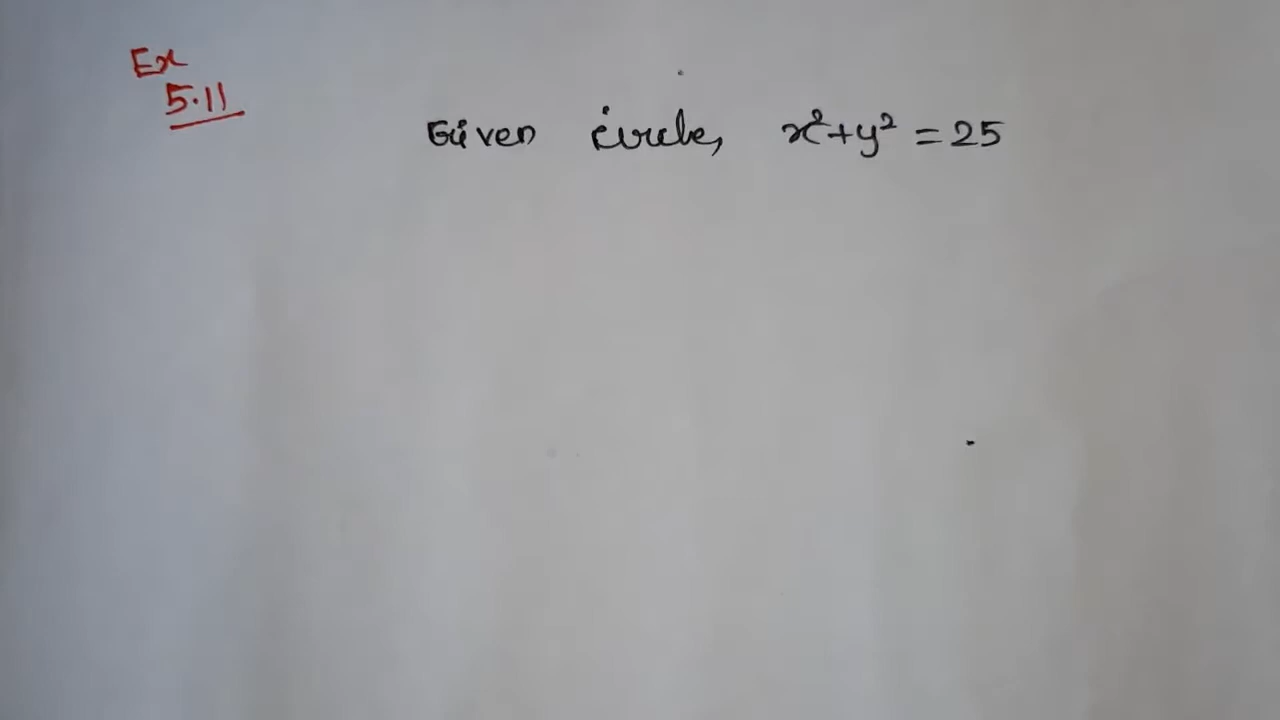 Ex
5.11
Given circle, x²+y² = 25